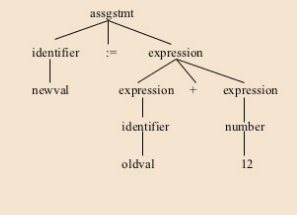 assgstmt
identifier := expression
newval expression + expression
identifier number
oldval 12